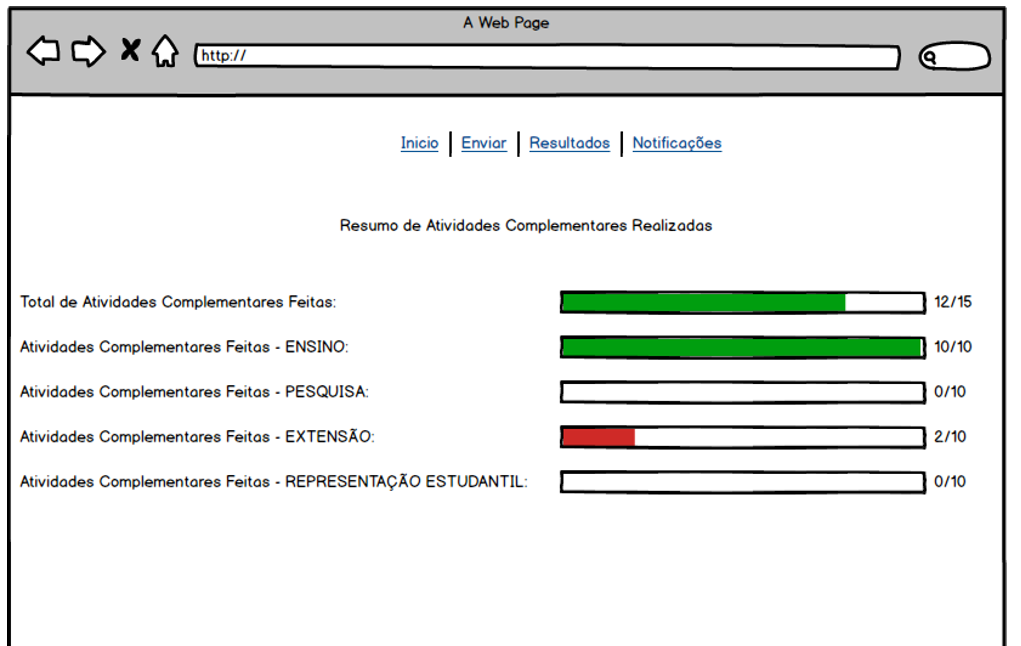 A Web Page
http://
Inicio | Enviar | Resultados | Notificações
Resumo de Atividades Complementares Realizadas
Total de Atividades Complementares Feitas: 12/15
Atividades Complementares Feitas - ENSINO: 10/10
Atividades Complementares Feitas - PESQUISA: 0/10
Atividades Complementares Feitas - EXTENSÃO: 2/10
Atividades Complementares Feitas - REPRESENTAÇÃO ESTUDANTIL: 0/10